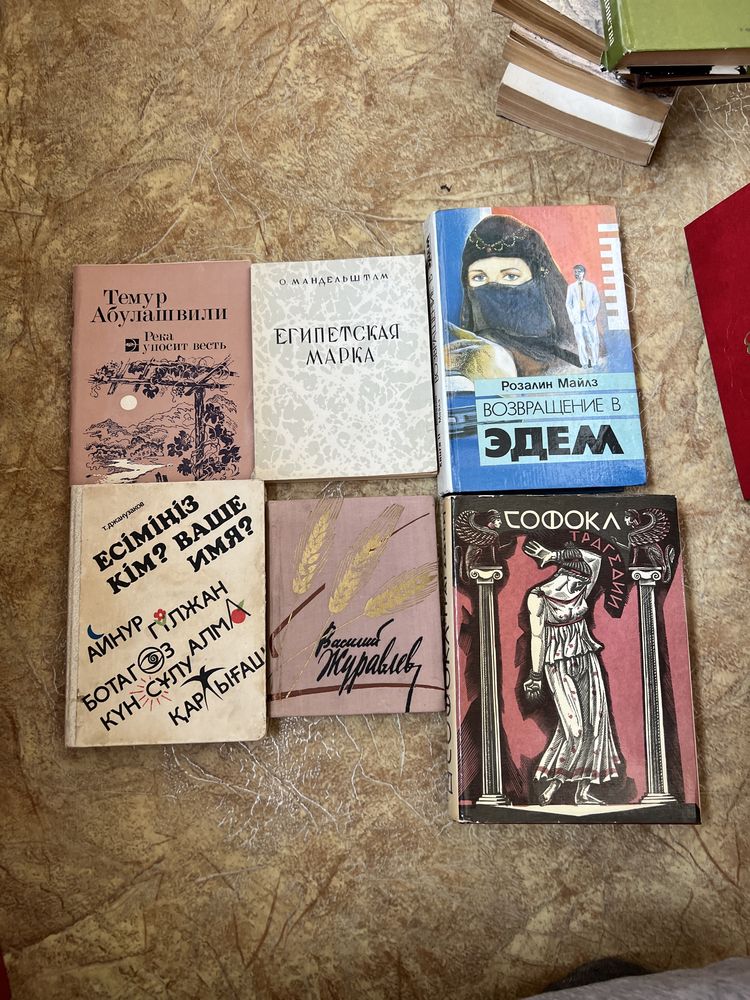 Темур
Абулашвили
Река
уносит весть
О. МАНДЕЛЬШТАМ
ЕГИПЕТСКАЯ
МАРКА
Розалин Майлз
ВОЗВРАЩЕНИЕ В
ЭДЕМ
т.джанузаков
ЕСІМІҢІЗ
КІМ? ВАШЕ
ИМЯ?
АЙНУР ГҮЛЖАН
БОТАГӨЗ АЛМА
КҮН СҰЛУ
ҚАРЛЫҒАШ
Василий
Журавлев
СОФОКЛ
ТРАГЕДИИ